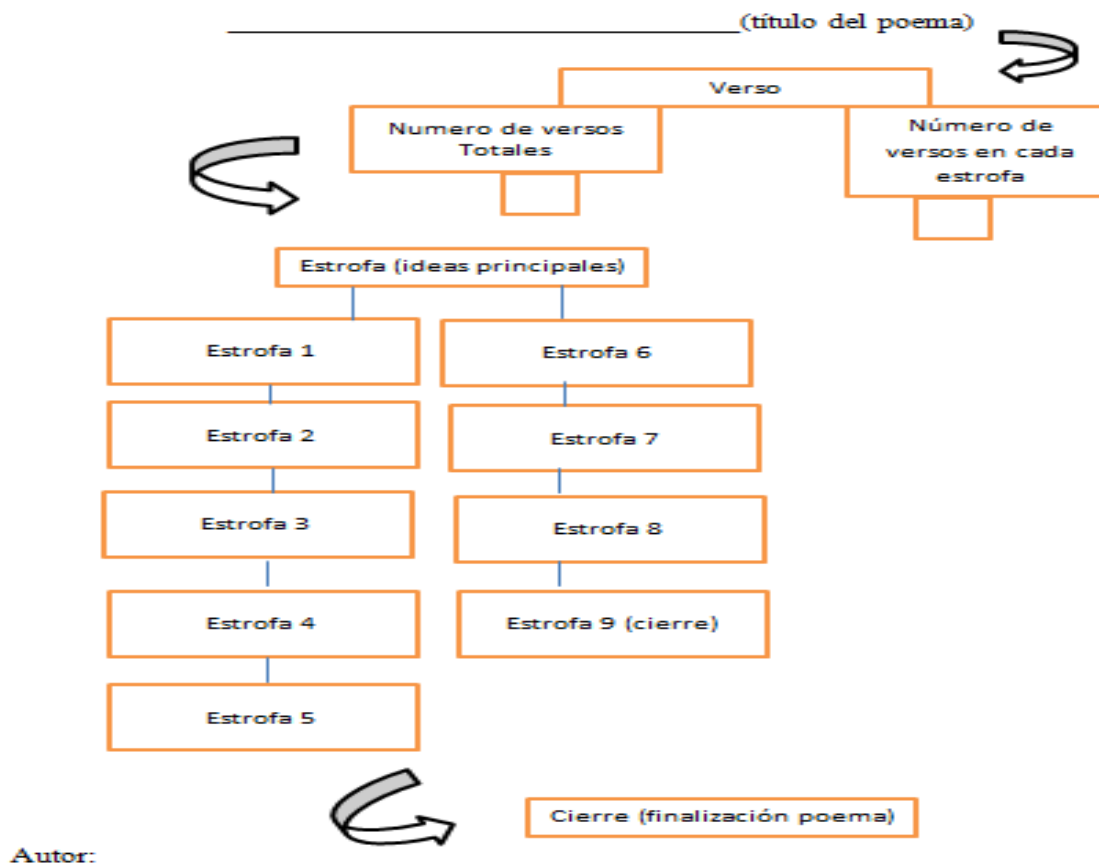 (título del poema)
Verso
Numero de versos
Totales
Número de
versos en cada
estrofa
Estrofa (ideas principales)
Estrofa 1
Estrofa 2
Estrofa 3
Estrofa 4
Estrofa 5
Estrofa 6
Estrofa 7
Estrofa 8
Estrofa 9 (cierre)
Cierre (finalización poema)
Autor: